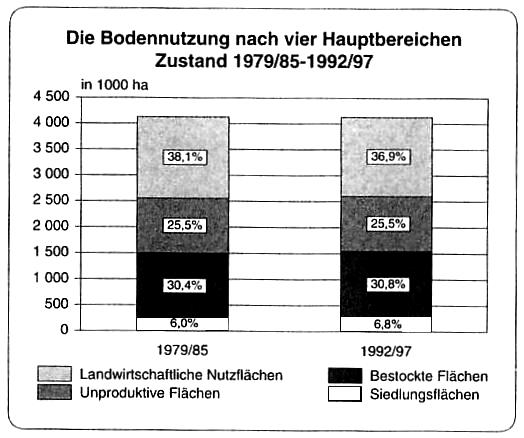 Die Bodennutzung nach vier Hauptbereichen
Zustand 1979/85-1992/97
in 1000 ha
4 500
4 000
3 500
3 000
2 500
2 000
1 500
1 000
500
0
38,1%
36,9%
25,5%
25,5%
30,4%
30,8%
6,0%
6,8%
1979/85
1992/97
Landwirtschaftliche Nutzflächen
Bestockte Flächen
Unproduktive Flächen
Siedlungsflächen